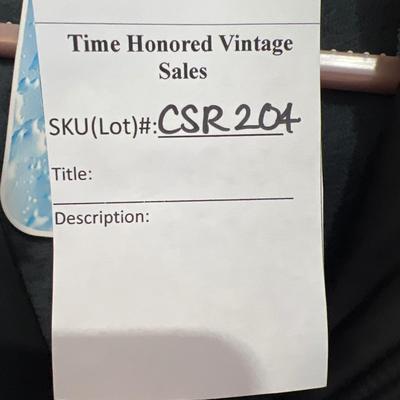 Time Honored Vintage
Sales
SKU(Lot)#:CSR204
Title:
Description: